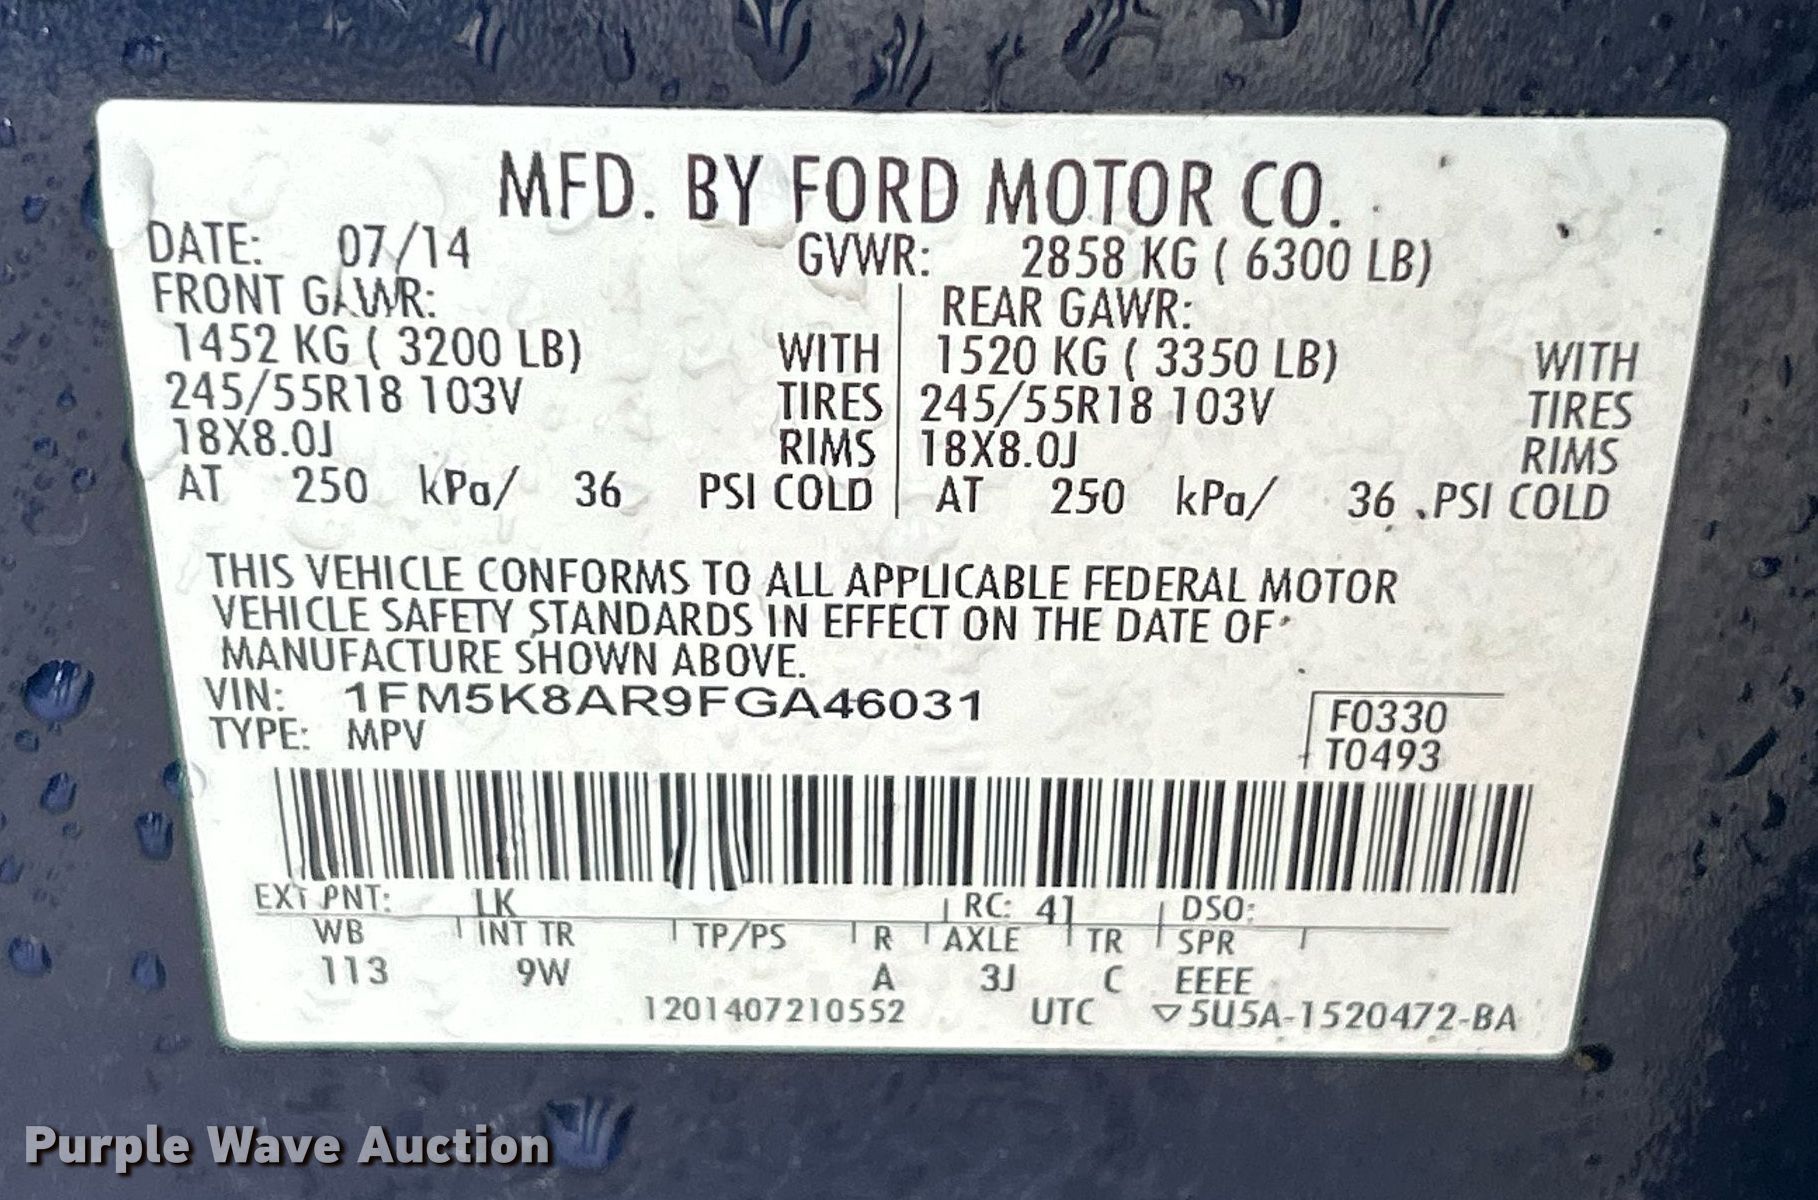 MFD. BY FORD MOTOR CO.
DATE: 07/14 GVWR: 2858 KG ( 6300 LB)
FRONT GAWR: REAR GAWR:
1452 KG ( 3200 LB) WITH 1520 KG ( 3350 LB) WITH
245/55R18 103V TIRES 245/55R18 103V TIRES
18X8.0J RIMS 18X8.0J RIMS
AT 250 kPa/ 36 PSI COLD AT 250 kPa/ 36 PSI COLD
THIS VEHICLE CONFORMS TO ALL APPLICABLE FEDERAL MOTOR
VEHICLE SAFETY STANDARDS IN EFFECT ON THE DATE OF
MANUFACTURE SHOWN ABOVE.
VIN: 1FM5K8AR9FGA46031
TYPE: MPV
F0330
T0493
EXT PNT: LK RC: 41 DSO:
WB INT TR TP/PS R AXLE TR SPR
113 9W A 3J C EEEE
1201407210552 UTC ▽5U5A-1520472-BA
Purple Wave Auction